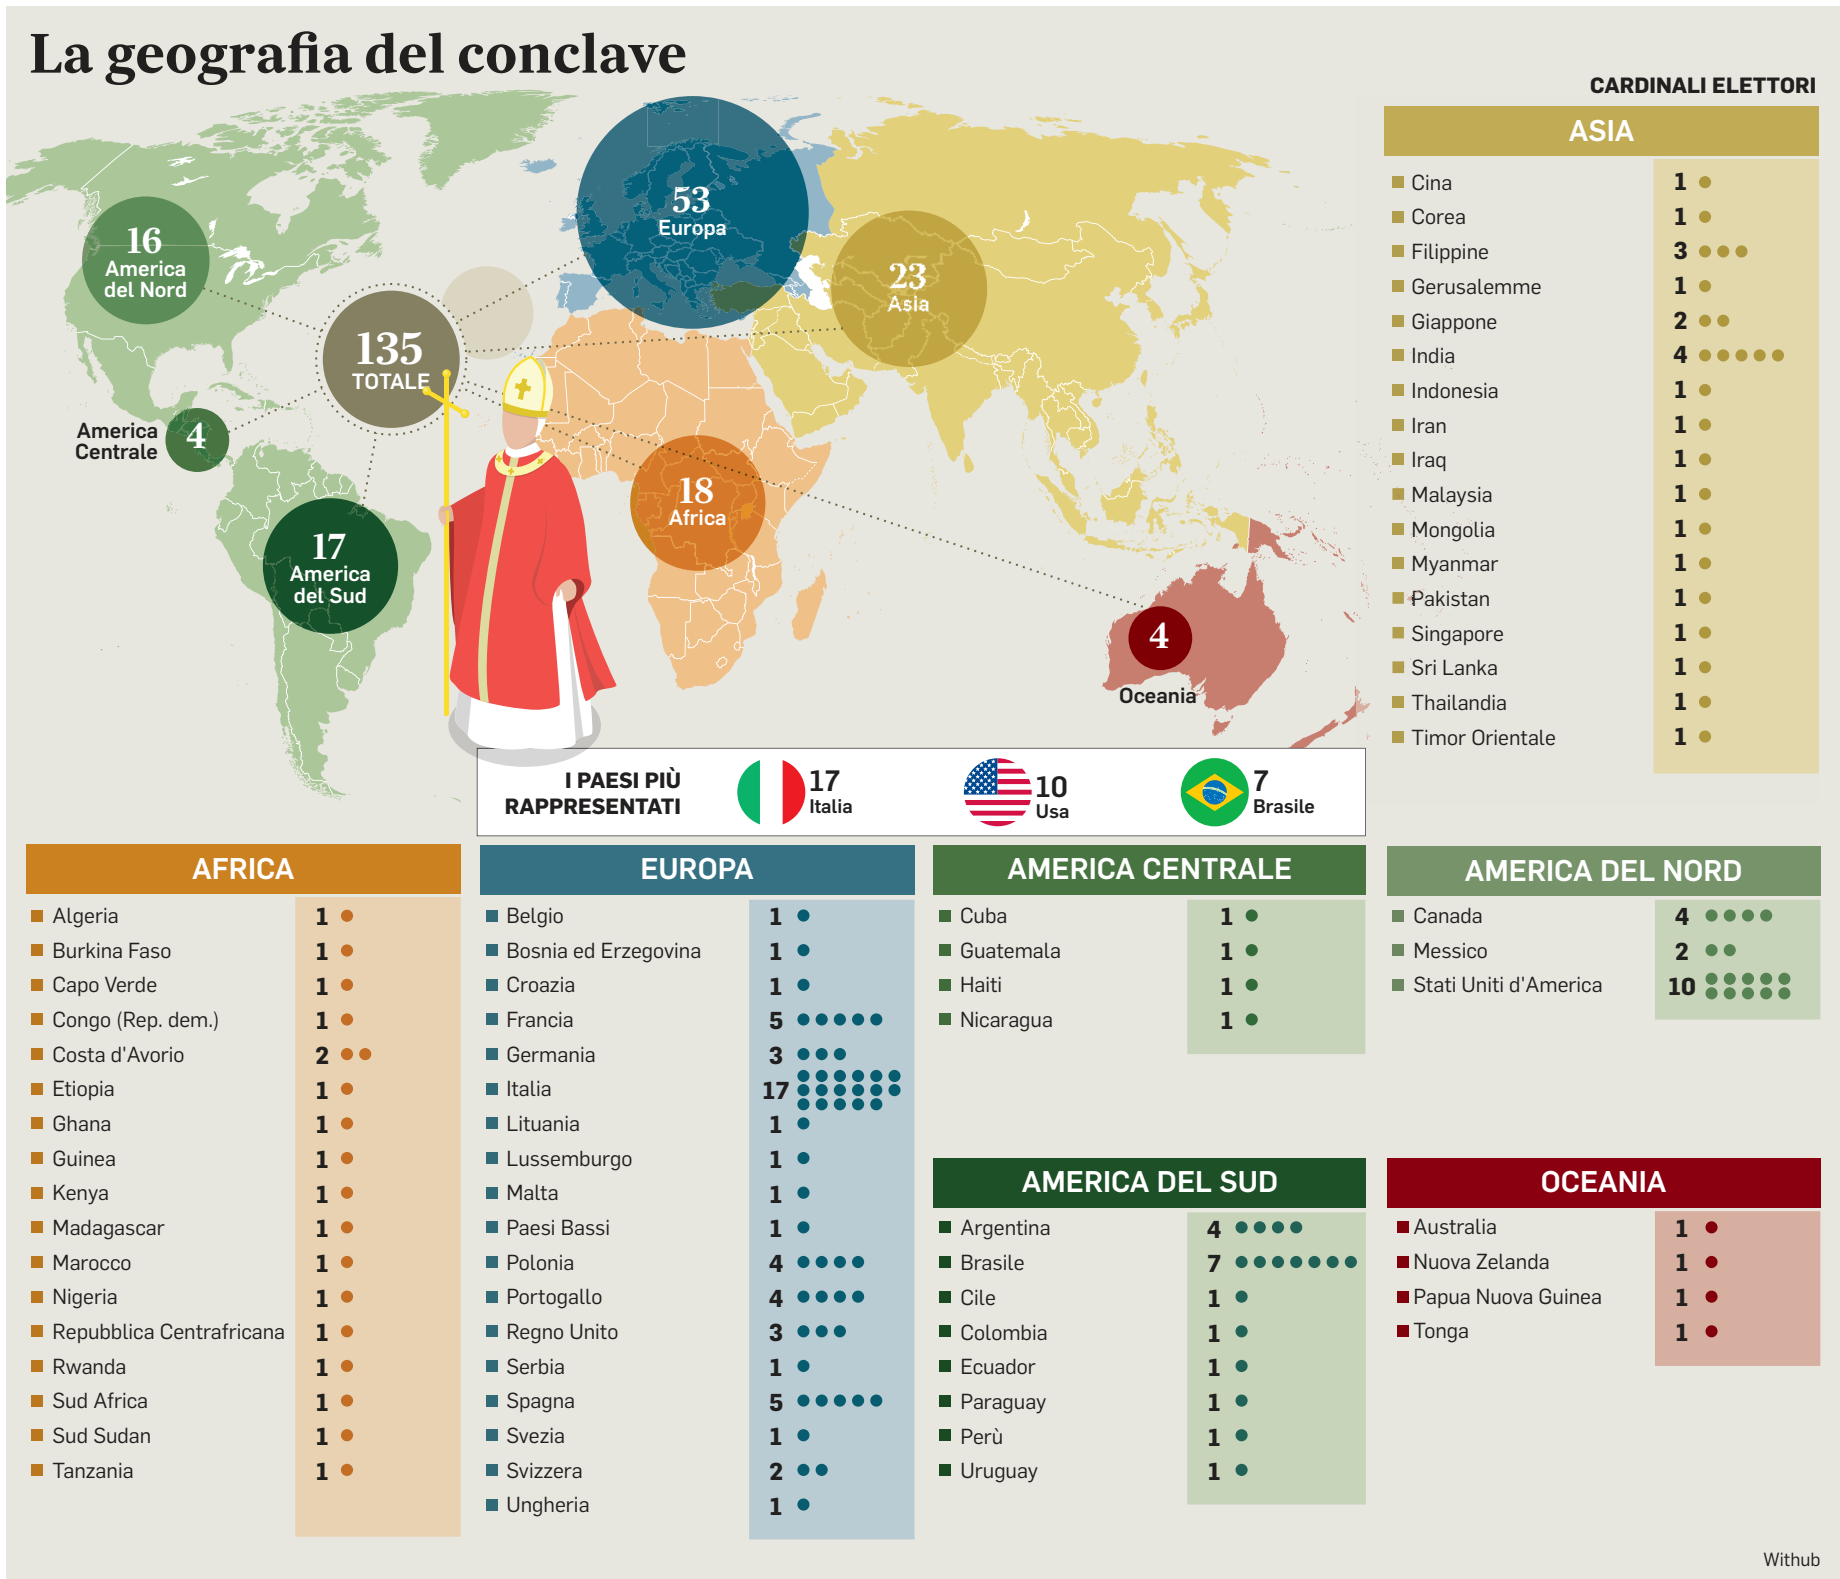 La geografia del conclave
CARDINALI ELETTORI
16
America
del Nord
53
Europa
23
Asia
135
TOTALE
America
Centrale
4
18
Africa
17
America
del Sud
4
Oceania
ASIA
Cina 1
Corea 1
Filippine 3
Gerusalemme 1
Giappone 2
India 4
Indonesia 1
Iran 1
Iraq 1
Malaysia 1
Mongolia 1
Myanmar 1
Pakistan 1
Singapore 1
Sri Lanka 1
Thailandia 1
Timor Orientale 1
I PAESI PIÙ
RAPPRESENTATI
17
Italia
10
Usa
7
Brasile
AFRICA
Algeria 1
Burkina Faso 1
Capo Verde 1
Congo (Rep. dem.) 1
Costa d'Avorio 2
Etiopia 1
Ghana 1
Guinea 1
Kenya 1
Madagascar 1
Marocco 1
Nigeria 1
Repubblica Centrafricana 1
Rwanda 1
Sud Africa 1
Sud Sudan 1
Tanzania 1
EUROPA
Belgio 1
Bosnia ed Erzegovina 1
Croazia 1
Francia 5
Germania 3
Italia 17
Lituania 1
Lussemburgo 1
Malta 1
Paesi Bassi 1
Polonia 4
Portogallo 4
Regno Unito 3
Serbia 1
Spagna 5
Svezia 1
Svizzera 2
Ungheria 1
AMERICA CENTRALE
Cuba 1
Guatemala 1
Haiti 1
Nicaragua 1
AMERICA DEL NORD
Canada 4
Messico 2
Stati Uniti d'America 10
AMERICA DEL SUD
Argentina 4
Brasile 7
Cile 1
Colombia 1
Ecuador 1
Paraguay 1
Perù 1
Uruguay 1
OCEANIA
Australia 1
Nuova Zelanda 1
Papua Nuova Guinea 1
Tonga 1
Withub